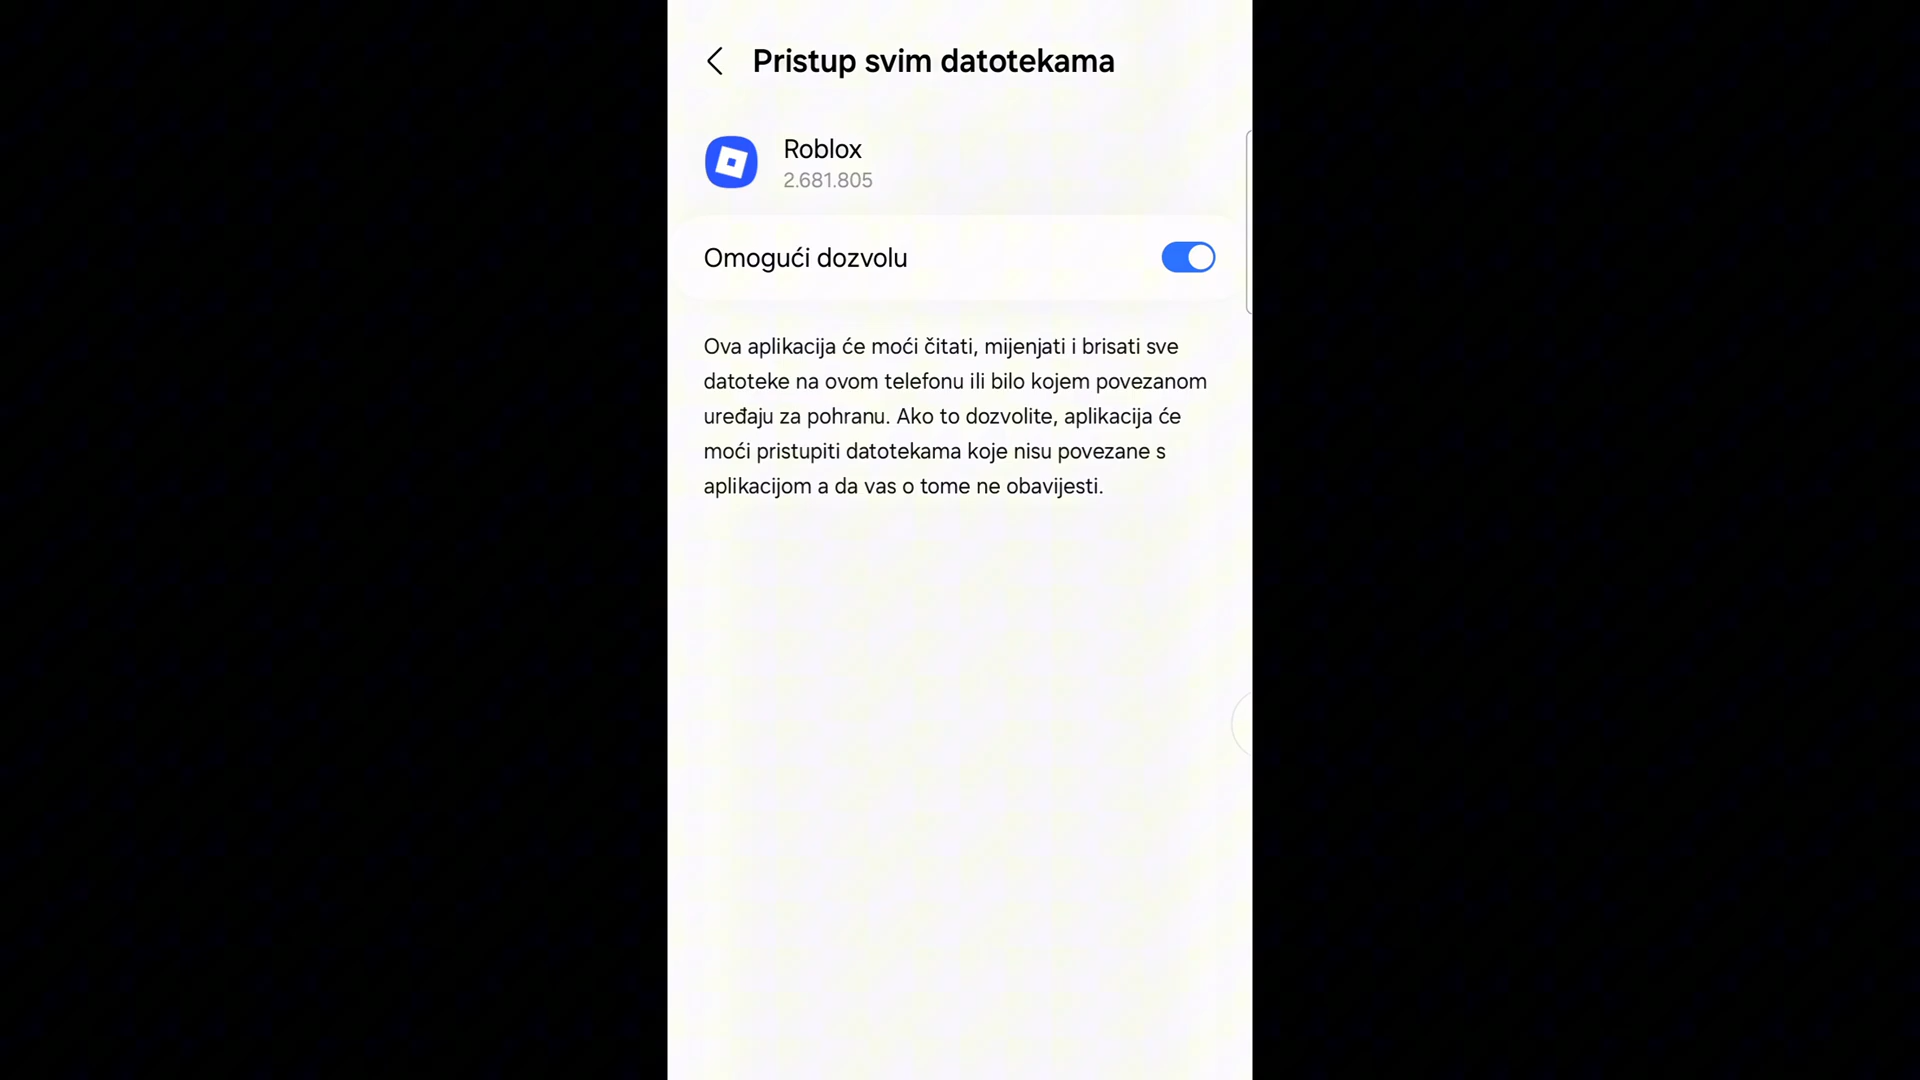 Pristup svim datotekama
Roblox
2.681.805
Omogući dozvolu
Ova aplikacija će moći čitati, mijenjati i brisati sve
datoteke na ovom telefonu ili bilo kojem povezanom
uređaju za pohranu. Ako to dozvolite, aplikacija će
moći pristupiti datotekama koje nisu povezane s
aplikacijom a da vas o tome ne obavijesti.